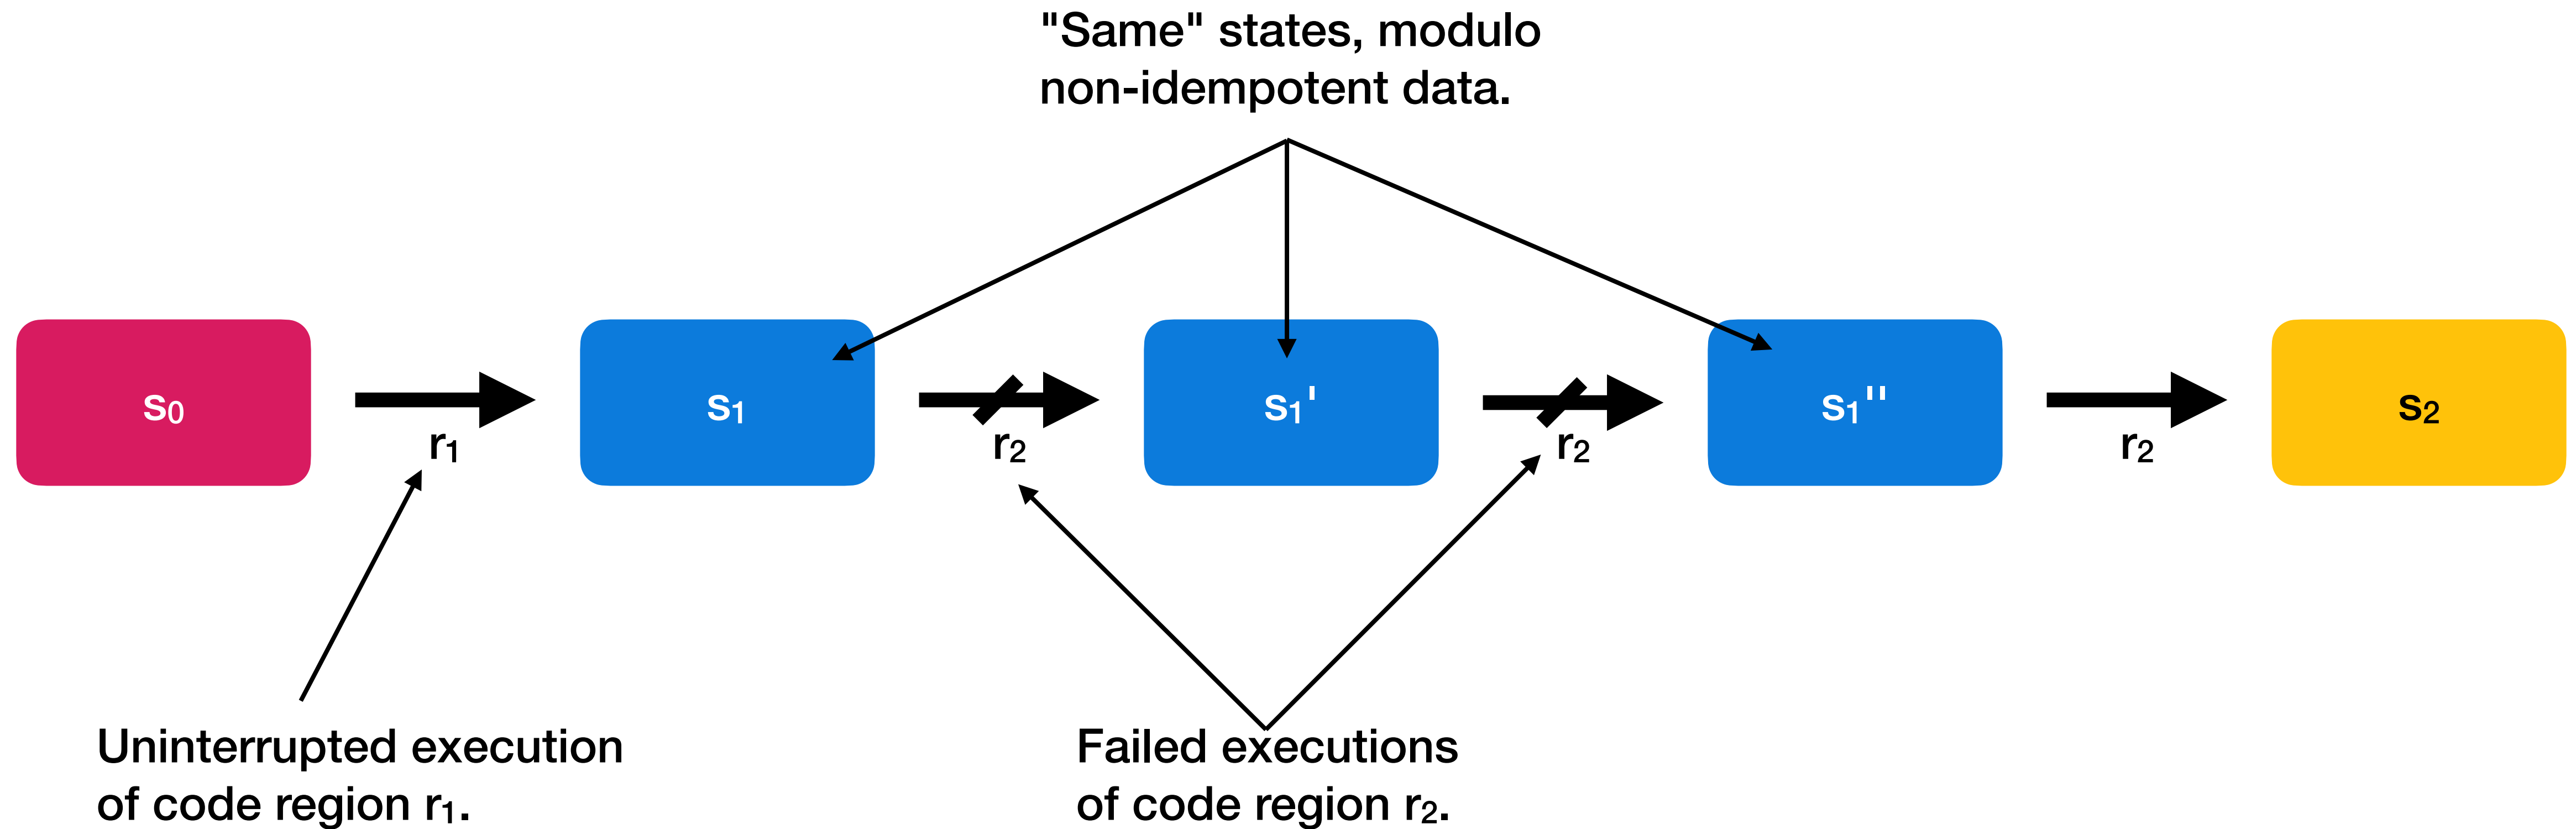 "Same" states, modulo
non-idempotent data.
s₀
s₁
s₁'
s₁''
s₂
r₁
r₂
r₂
r₂
Uninterrupted execution
of code region r₁.
Failed executions
of code region r₂.